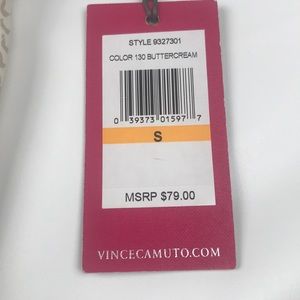 STYLE 9327301
COLOR 130 BUTTERCREAM
0 39373 01597 7
S
MSRP $79.00
VINCECAMUTO.COM